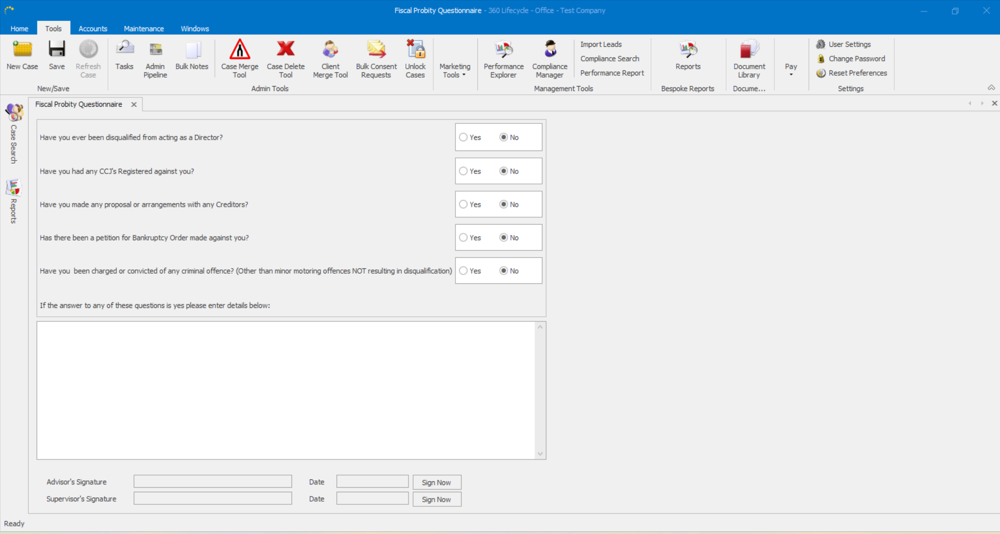 Fiscal Probity Questionnaire - 360 Lifecycle - Office - Test Company
Home Tools Accounts Maintenance Windows
New Case
Save
Refresh
Case
New/Save
Tasks
Admin
Pipeline
Bulk Notes
Case Merge
Tool
Case Delete
Tool
Client
Merge Tool
Bulk Consent
Requests
Unlock
Cases
Admin Tools
Marketing
Tools
Performance
Explorer
Compliance
Manager
Import Leads
Compliance Search
Performance Report
Management Tools
Reports
Bespoke Reports
Document
Library
Docume...
Pay
User Settings
Change Password
Reset Preferences
Settings
Case Search
Reports
Fiscal Probity Questionnaire
Have you ever been disqualified from acting as a Director? Yes No
Have you had any CCJ's Registered against you? Yes No
Have you made any proposal or arrangements with any Creditors? Yes No
Has there been a petition for Bankruptcy Order made against you? Yes No
Have you been charged or convicted of any criminal offence? (Other than minor motoring offences NOT resulting in disqualification) Yes No
If the answer to any of these questions is yes please enter details below:
Advisor's Signature Date Sign Now
Supervisor's Signature Date Sign Now
Ready